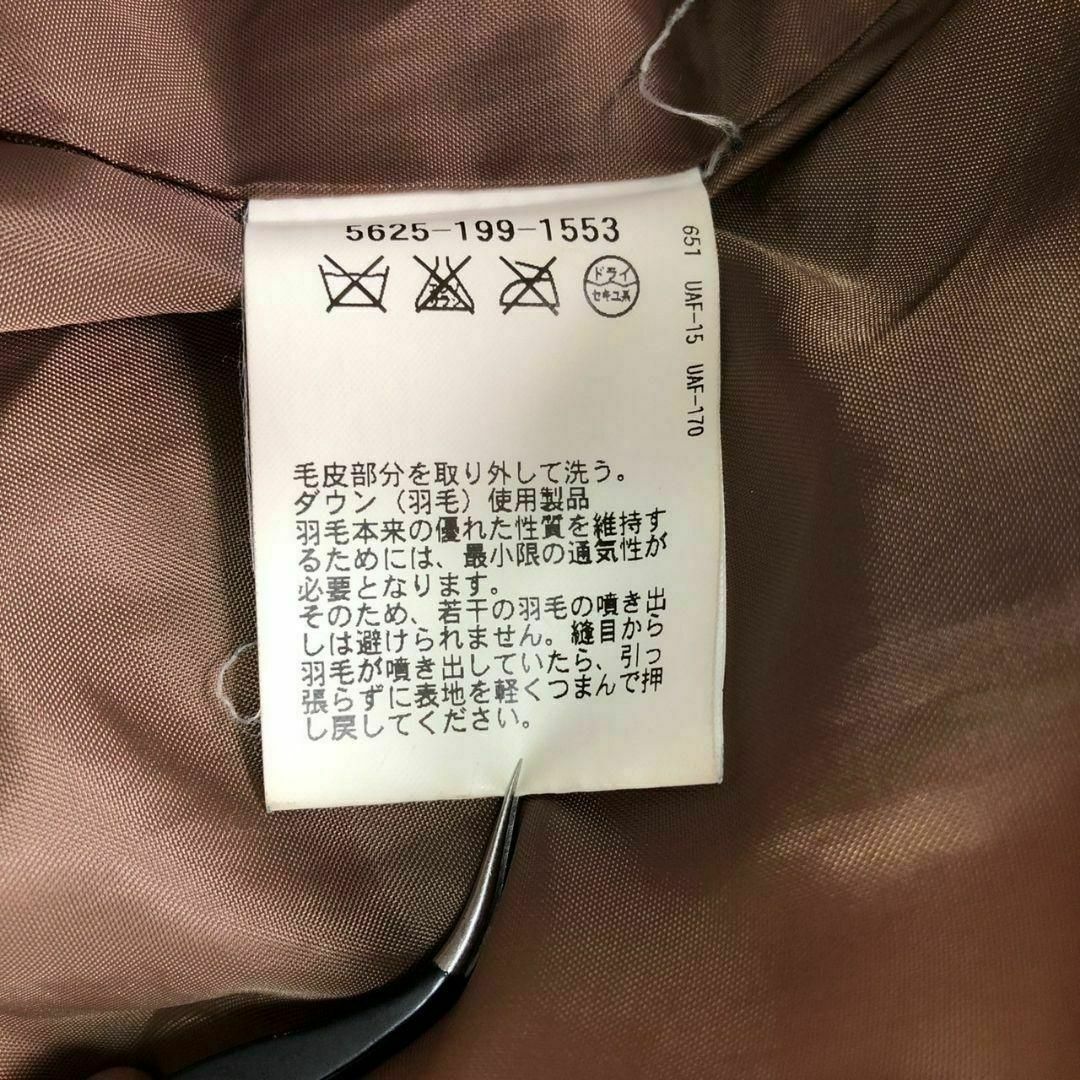 5625-199-1553
エンソ
サラシ
ドライ
セキユ系
651 UAF-15 UAF-170
毛皮部分を取り外して洗う。
ダウン（羽毛）使用製品
羽毛本来の優れた性質を維持す
るためには、最小限の通気性が
必要となります。
そのため、若干の羽毛の噴き出
しは避けられません。縫目から
羽毛が噴き出していたら、引っ
張らずに表地を軽くつまんで押
し戻してください。